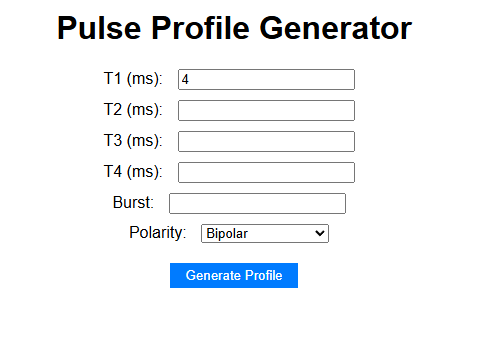 Pulse Profile Generator
T1 (ms): 4
T2 (ms):
T3 (ms):
T4 (ms):
Burst:
Polarity: Bipolar
Generate Profile